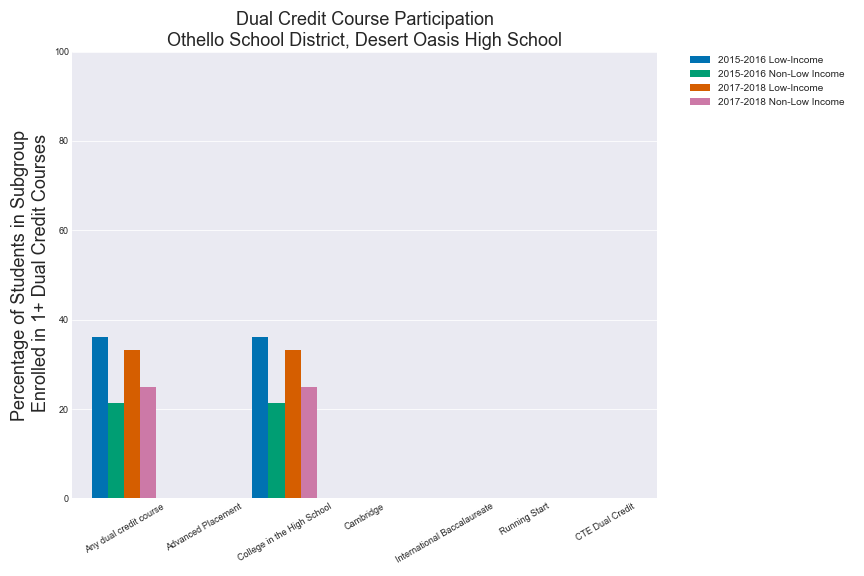 Dual Credit Course Participation
Othello School District, Desert Oasis High School
Percentage of Students in Subgroup
Enrolled in 1+ Dual Credit Courses
100
80
60
40
20
0
Any dual credit course
Advanced Placement
College in the High School
Cambridge
International Baccalaureate
Running Start
CTE Dual Credit
2015-2016 Low-Income
2015-2016 Non-Low Income
2017-2018 Low-Income
2017-2018 Non-Low Income